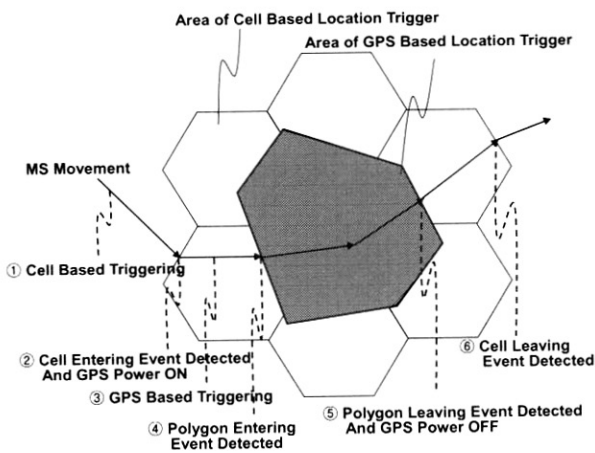 Area of Cell Based Location Trigger
Area of GPS Based Location Trigger
MS Movement
① Cell Based Triggering
② Cell Entering Event Detected
And GPS Power ON
③ GPS Based Triggering
④ Polygon Entering
Event Detected
⑤ Polygon Leaving Event Detected
And GPS Power OFF
⑥ Cell Leaving
Event Detected